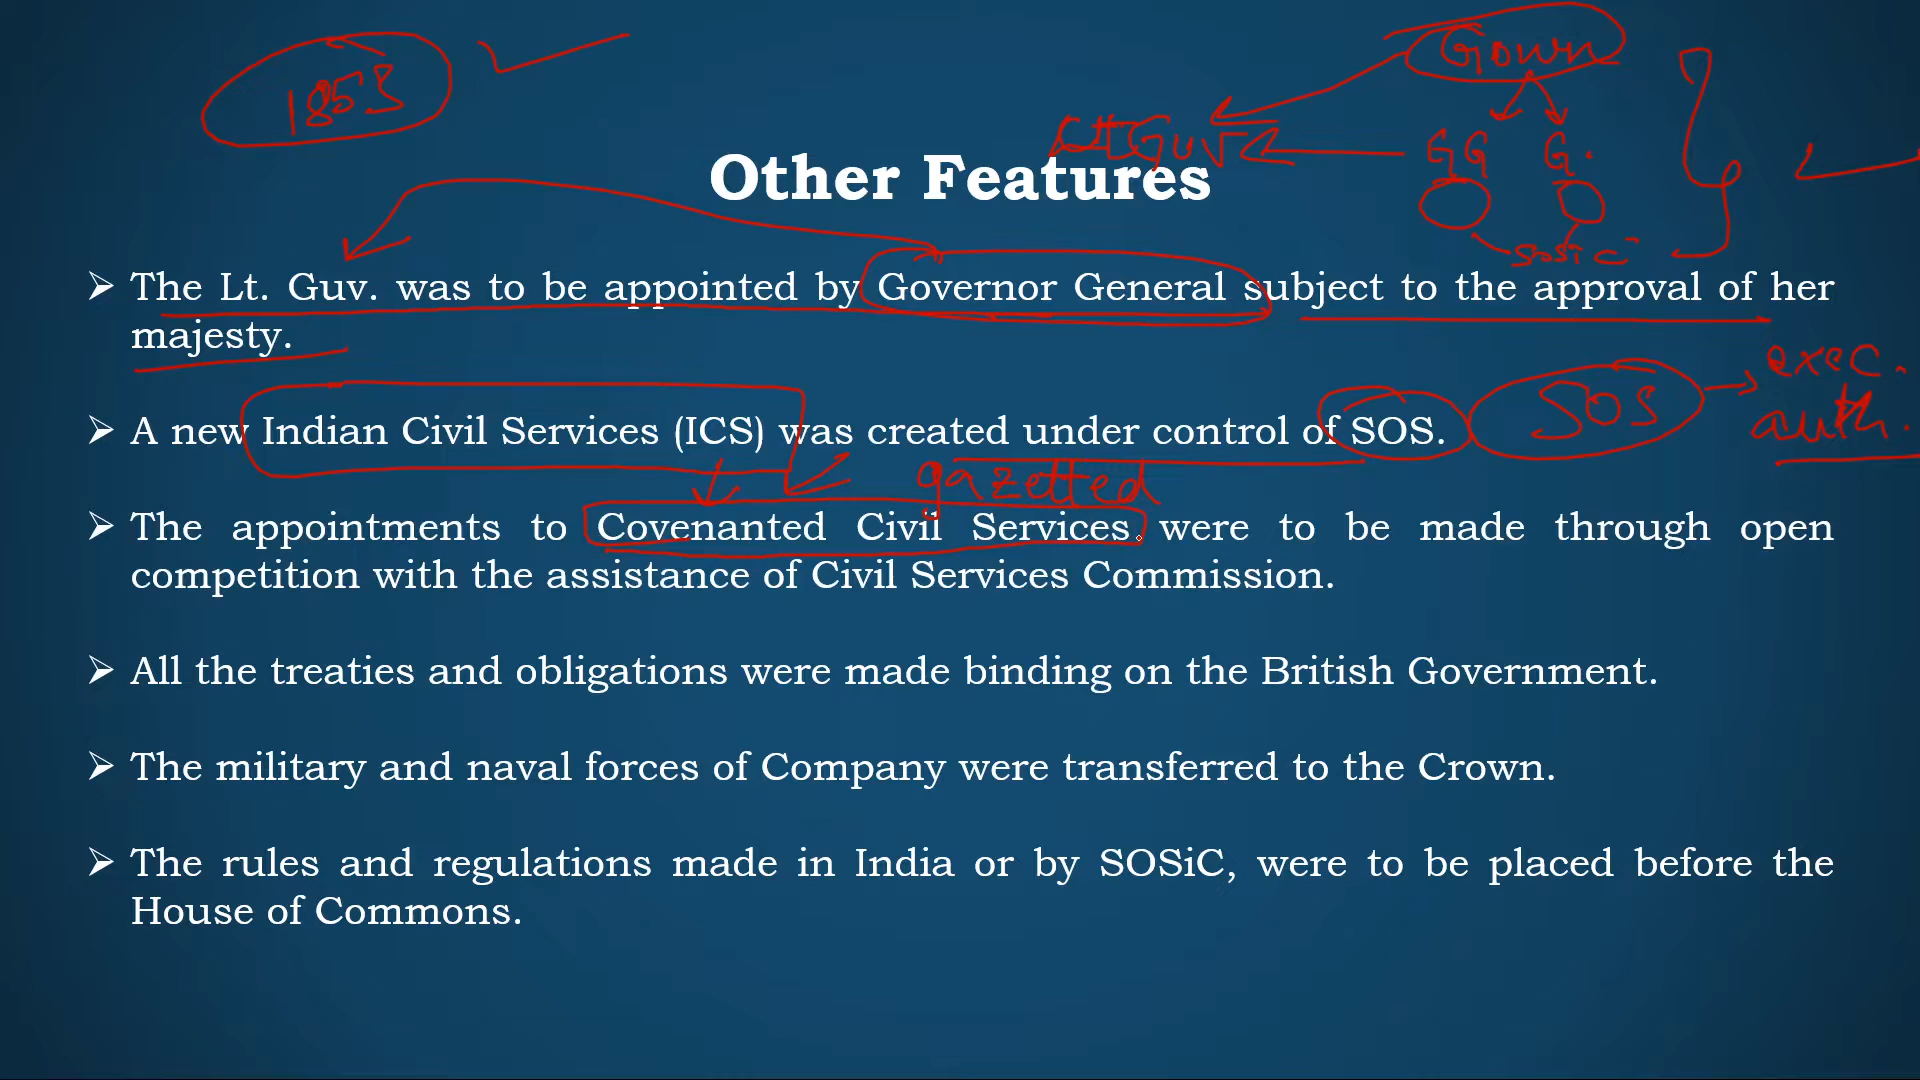 1853
Crown
GG G.
Lt Guv
SOSiC
Other Features
➢ The Lt. Guv. was to be appointed by Governor General subject to the approval of her
majesty.
exec.
SOS
auth.
➢ A new Indian Civil Services (ICS) was created under control of SOS.
gazetted
➢ The appointments to Covenanted Civil Services were to be made through open
competition with the assistance of Civil Services Commission.
➢ All the treaties and obligations were made binding on the British Government.
➢ The military and naval forces of Company were transferred to the Crown.
➢ The rules and regulations made in India or by SOSiC, were to be placed before the
House of Commons.